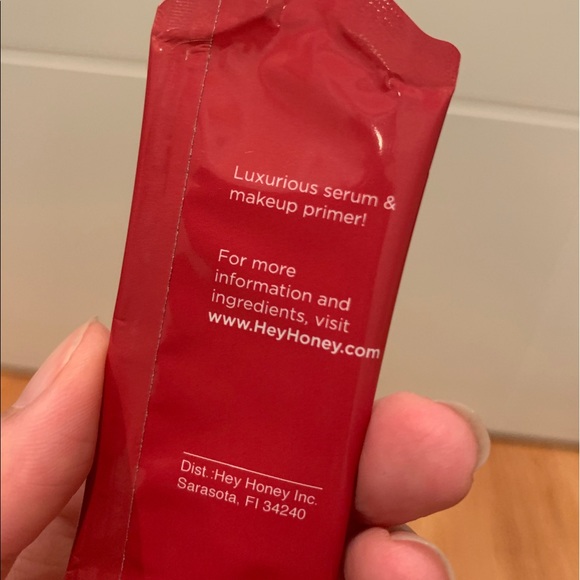 Luxurious serum &
makeup primer!
For more
information and
ingredients, visit
www.HeyHoney.com
Dist.:Hey Honey Inc.
Sarasota, Fl 34240